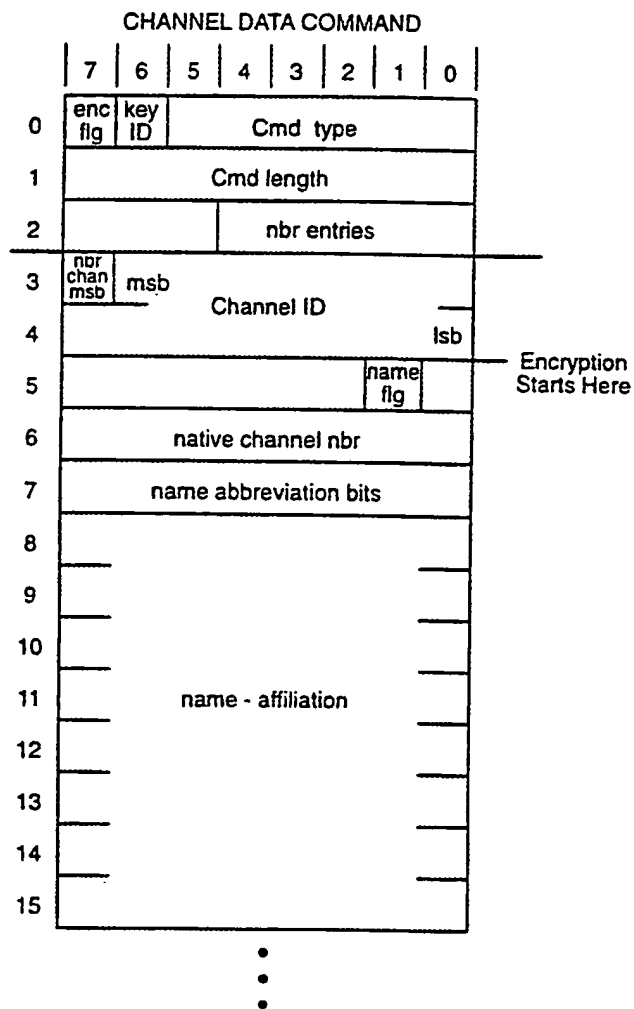 CHANNEL DATA COMMAND
7 6 5 4 3 2 1 0
0 enc flg key ID Cmd type
1 Cmd length
2 nbr entries
3 nbr chan msb msb
Channel ID
4 lsb
Encryption
Starts Here
5 name flg
6 native channel nbr
7 name abbreviation bits
8
9
10
11 name - affiliation
12
13
14
15